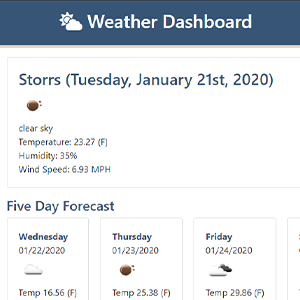 Weather Dashboard
Storrs (Tuesday, January 21st, 2020)
clear sky
Temperature: 23.27 (F)
Humidity: 35%
Wind Speed: 6.93 MPH
Five Day Forecast
Wednesday
01/22/2020
Temp 16.56 (F)
Thursday
01/23/2020
Temp 25.38 (F)
Friday
01/24/2020
Temp 29.86 (F)